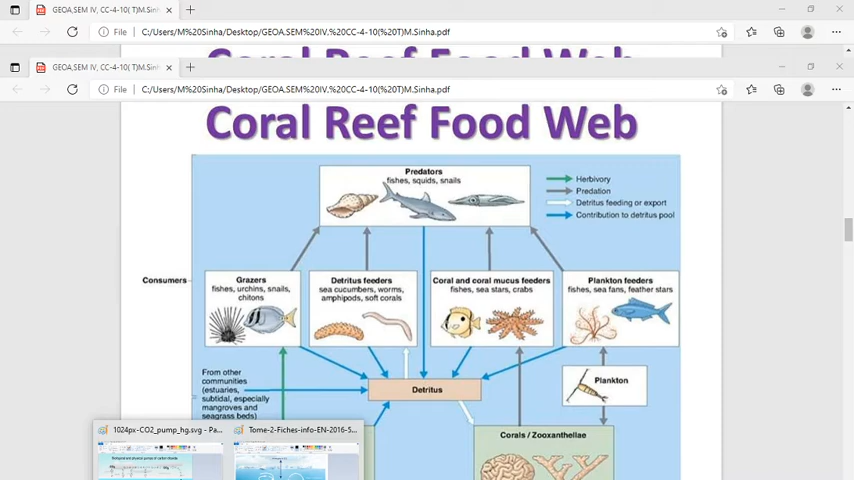 GEOA,SEM IV, CC-4-10( T)M.Sinh
File
C:/Users/M%20Sinha/Desktop/GEOA.SEM%20IV.%20CC-4-10(%20T)M.Sinha.pdf
Coral Reef Food Web
GEOA,SEM IV, CC-4-10( T)M.Sinh
File
C:/Users/M%20Sinha/Desktop/GEOA.SEM%20IV.%20CC-4-10(%20T)M.Sinha.pdf
Coral Reef Food Web
Predators
fishes, squids, snails
Herbivory
Predation
Detritus feeding or export
Contribution to detritus pool
Consumers
Grazers
fishes, urchins, snails,
chitons
Detritus feeders
sea cucumbers, worms,
amphipods, soft corals
Coral and coral mucus feeders
fishes, sea stars, crabs
Plankton feeders
fishes, sea fans, feather stars
From other
communities
(estuaries,
subtidal, especially
mangroves and
seagrass beds)
Detritus
Plankton
1024px-CO2_pump_hg.svg - Pa...
Tome-2-Fiches-info-EN-2016-5...
Corals / Zooxanthellae